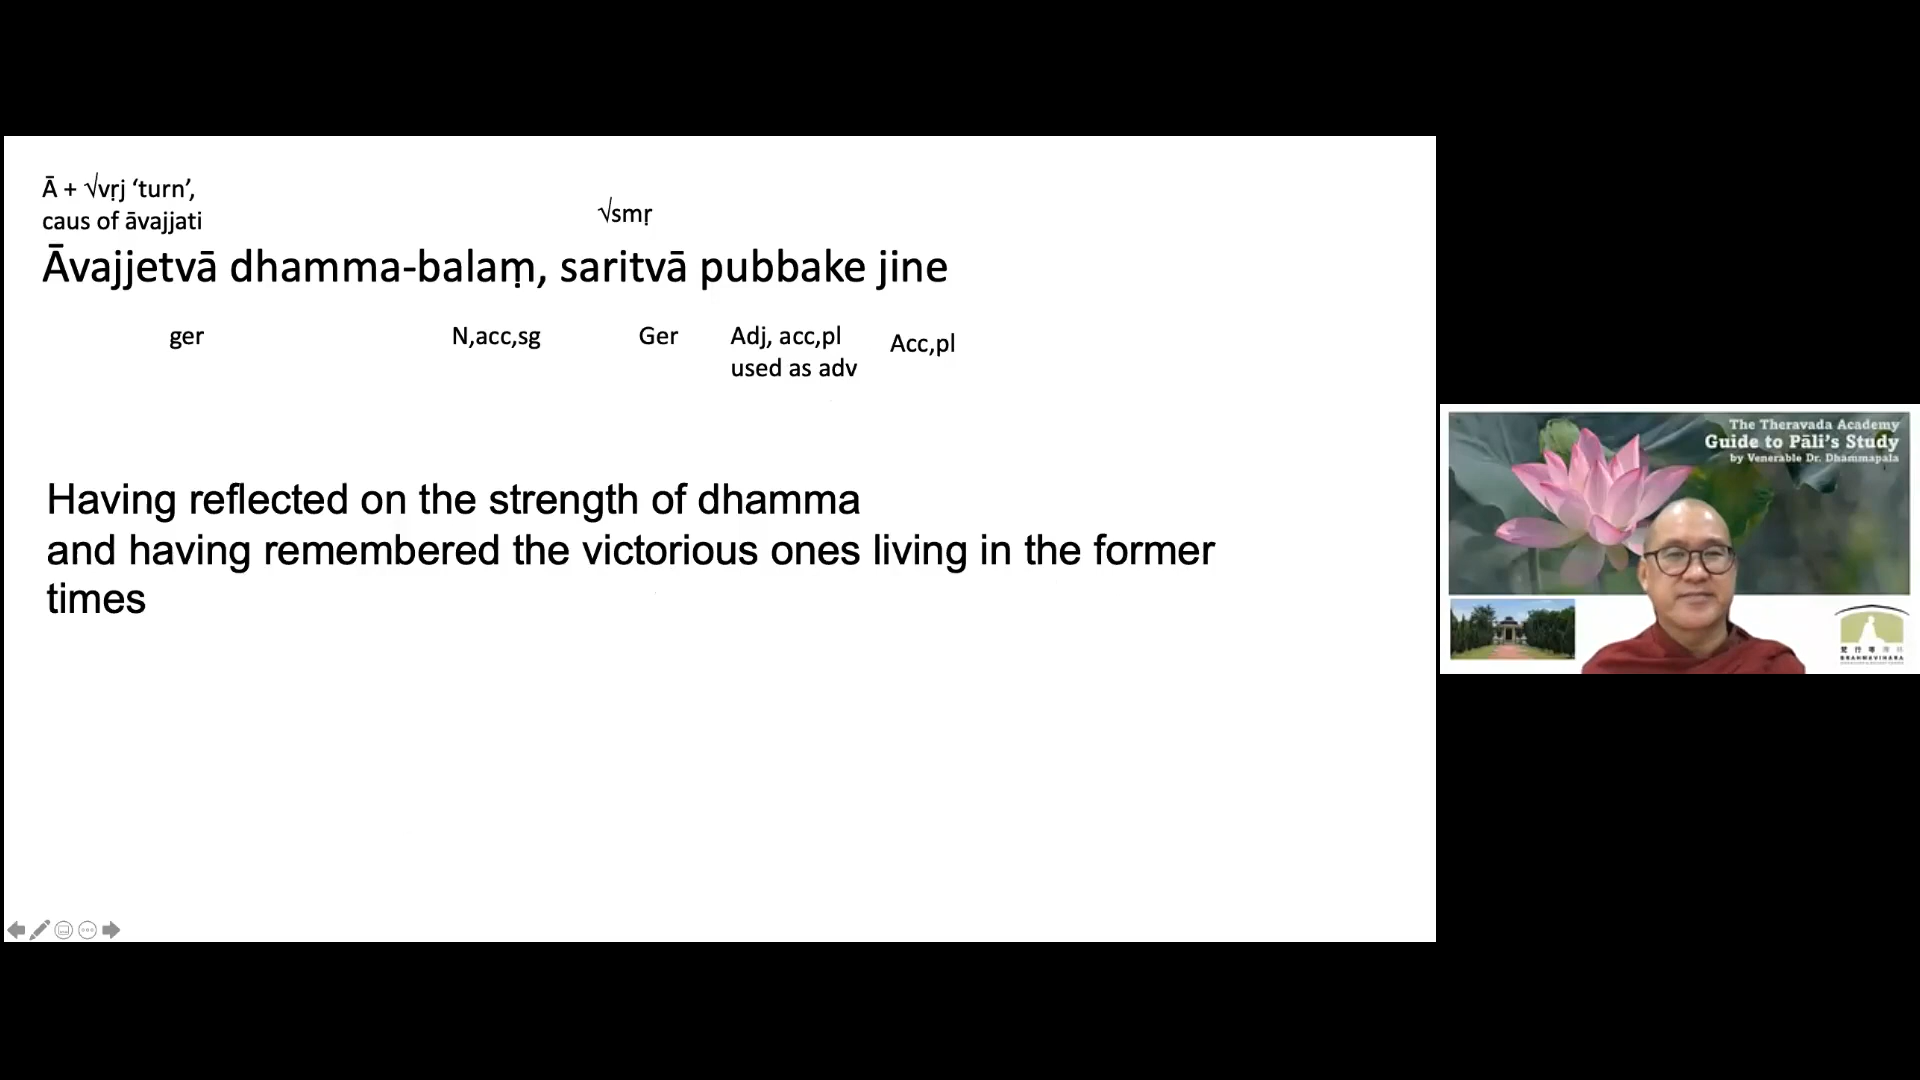 Ā + √vṛj ‘turn’,
caus of āvajjati
√smṛ
Āvajjetvā dhamma-balaṃ, saritvā pubbake jine
ger
N,acc,sg
Ger
Adj, acc,pl
used as adv
Acc,pl
Having reflected on the strength of dhamma
and having remembered the victorious ones living in the former
times
The Theravada Academy
Guide to Pāli's Study
by Venerable Dr. Dhammapala
BRAHMAVIHARA